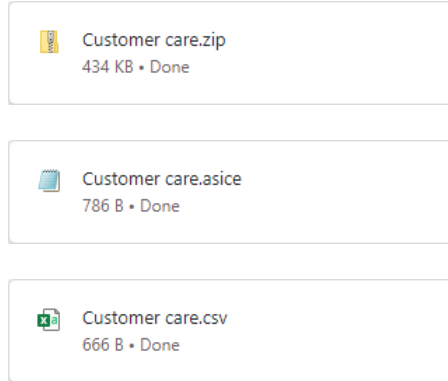 Customer care.zip
434 KB • Done
Customer care.asice
786 B • Done
Customer care.csv
666 B • Done